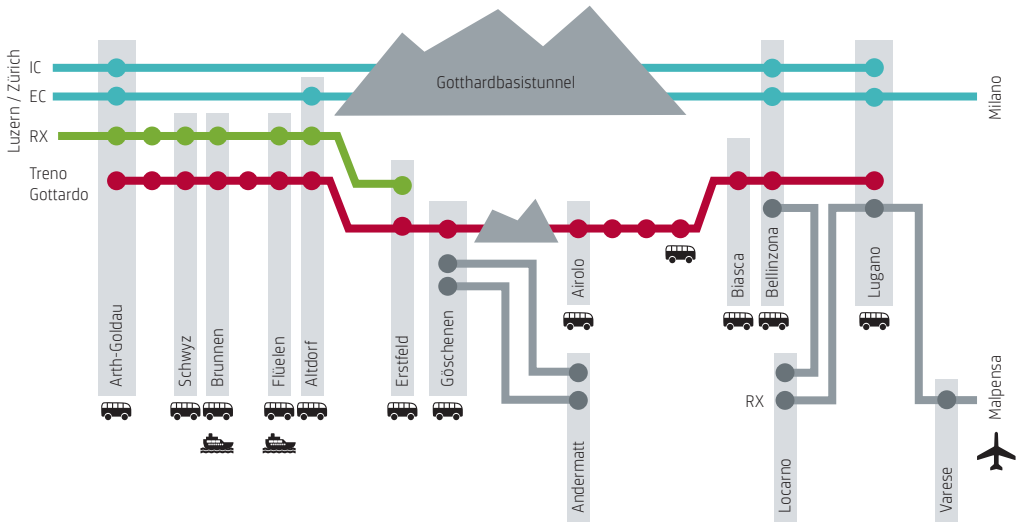 Luzern / Zürich
IC
EC
RX
Treno
Gottardo
Gotthardbasistunnel
Milano
Arth-Goldau
Schwyz
Brunnen
Flüelen
Altdorf
Erstfeld
Göschenen
Airolo
Biasca
Bellinzona
Lugano
Andermatt
RX
Locarno
Varese
Malpensa